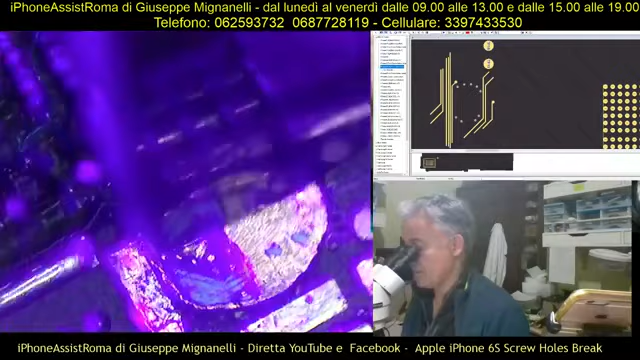 iPhoneAssistRoma di Giuseppe Mignanelli - dal lunedì al venerdì dalle 09.00 alle 13.00 e dalle 15.00 alle 19.00
Telefono: 062593732 0687728119 - Cellulare: 3397433530
iPhoneAssistRoma di Giuseppe Mignanelli - Diretta YouTube e Facebook - Apple iPhone 6S Screw Holes Break